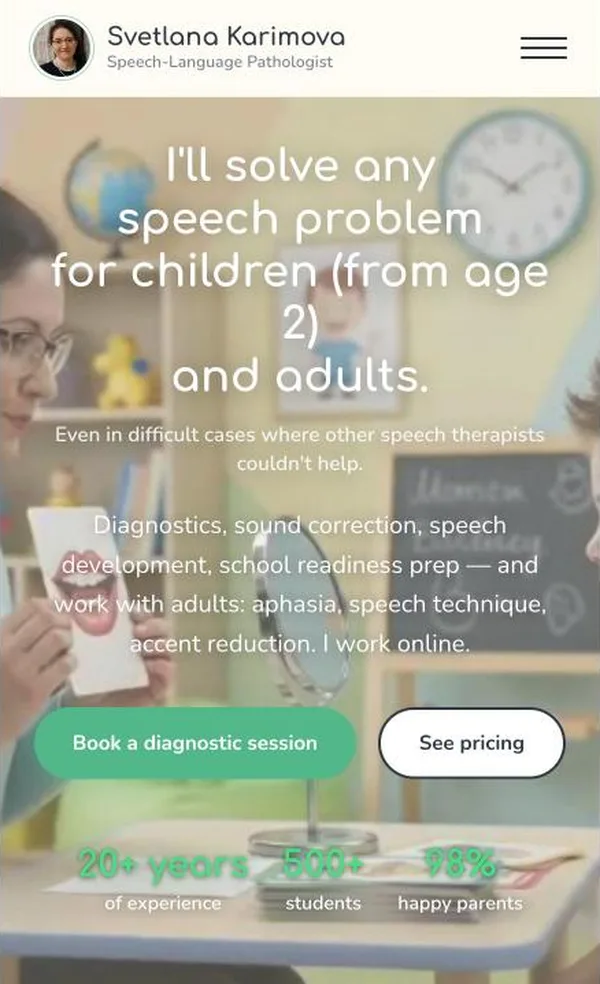 Svetlana Karimova
Speech-Language Pathologist
I'll solve any
speech problem
for children (from age
2)
and adults.
Even in difficult cases where other speech therapists
couldn't help.
Diagnostics, sound correction, speech
development, school readiness prep — and
work with adults: aphasia, speech technique,
accent reduction. I work online.
Book a diagnostic session
See pricing
20+ years
500+
98%
of experience
students
happy parents